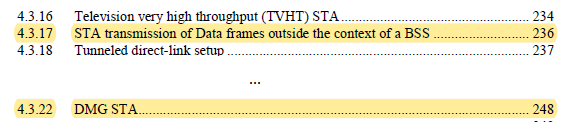 4.3.16 Television very high throughput (TVHT) STA ........ 234
4.3.17 STA transmission of Data frames outside the context of a BSS ........ 236
4.3.18 Tunneled direct-link setup ........ 237
...
4.3.22 DMG STA ........ 248